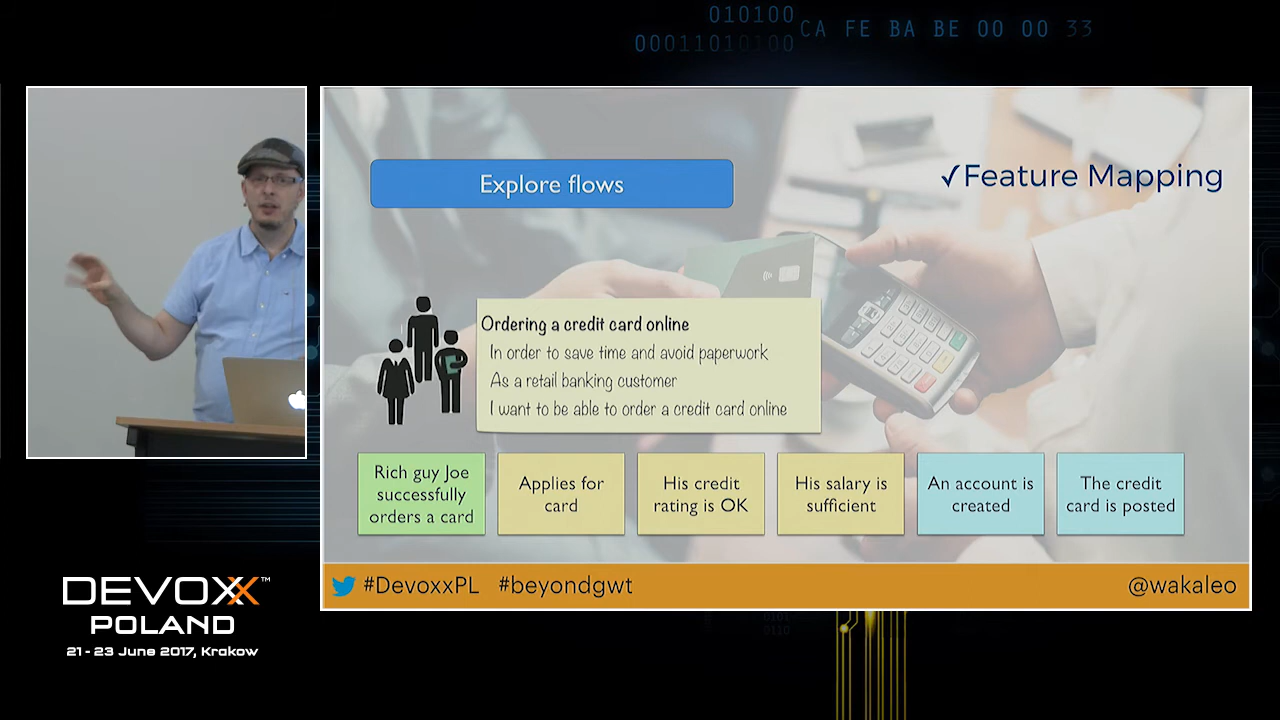 010100
00011010100
CA FE BA BE 00 00 33
Explore flows
✓Feature Mapping
Ordering a credit card online
In order to save time and avoid paperwork
As a retail banking customer
I want to be able to order a credit card online
Rich guy Joe
successfully
orders a card
Applies for
card
His credit
rating is OK
His salary is
sufficient
An account is
created
The credit
card is posted
#DevoxxPL #beyondgwt
@wakaleo
DEVOXX™
POLAND
21 - 23 June 2017, Krakow